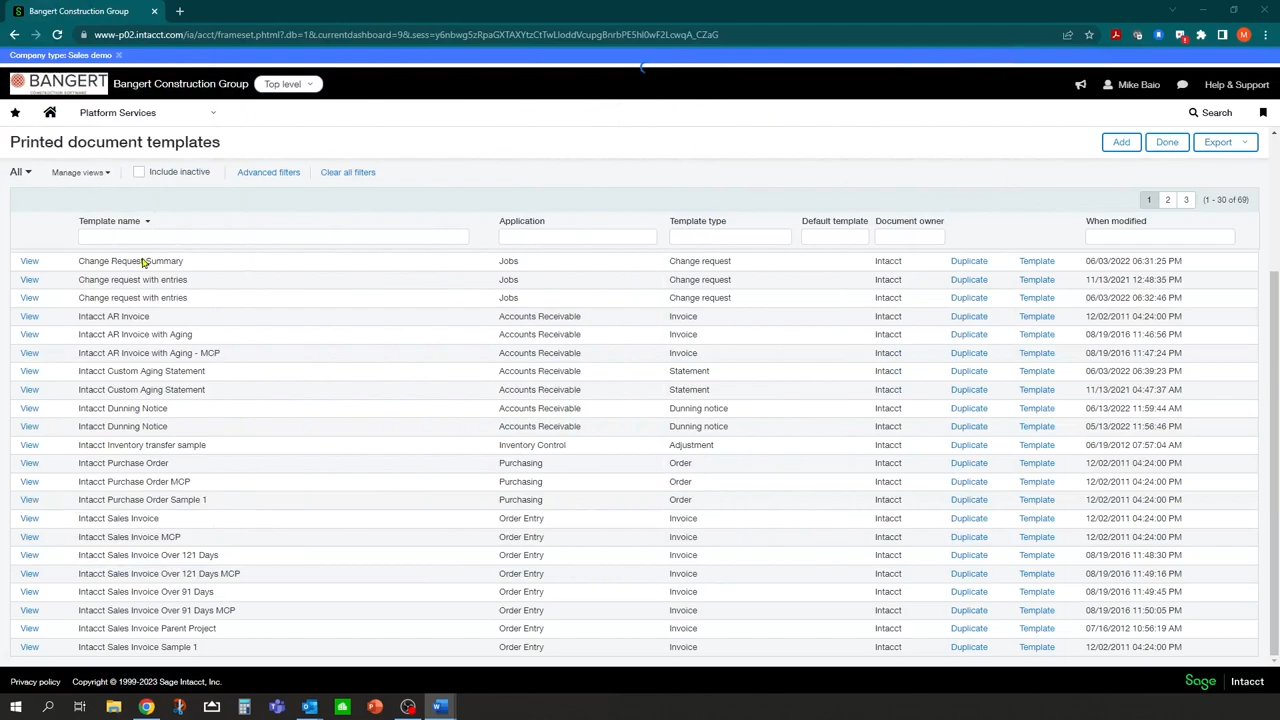 Bangert Construction Group
www-p02.intacct.com/ia/acct/frameset.phtml?.db=1&currentdashboard=9&.sess=y6nbwg5zRpaGXTAXYtzCtTwLloddVcupg8nrbPE5hl0wF2LcwqA_CZaG
Company type: Sales demo
BANGERT Bangert Construction Group Top level Mike Baio Help & Support
CONSTRUCTION SOFTWARE
Platform Services Search
Printed document templates Add Done Export
All Manage views Include inactive Advanced filters Clear all filters
1 2 3 (1 - 30 of 69)
Template name Application Template type Default template Document owner When modified
View Change Request Summary Jobs Change request Intacct Duplicate Template 06/03/2022 06:31:25 PM
View Change request with entries Jobs Change request Intacct Duplicate Template 11/13/2021 12:48:35 PM
View Change request with entries Jobs Change request Intacct Duplicate Template 06/03/2022 06:32:46 PM
View Intacct AR Invoice Accounts Receivable Invoice Intacct Duplicate Template 12/02/2011 04:24:00 PM
View Intacct AR Invoice with Aging Accounts Receivable Invoice Intacct Duplicate Template 08/19/2016 11:46:56 PM
View Intacct AR Invoice with Aging - MCP Accounts Receivable Invoice Intacct Duplicate Template 08/19/2016 11:47:24 PM
View Intacct Custom Aging Statement Accounts Receivable Statement Intacct Duplicate Template 06/03/2022 06:39:23 PM
View Intacct Custom Aging Statement Accounts Receivable Statement Intacct Duplicate Template 11/13/2021 04:47:37 AM
View Intacct Dunning Notice Accounts Receivable Dunning notice Intacct Duplicate Template 06/13/2022 11:59:44 AM
View Intacct Dunning Notice Accounts Receivable Dunning notice Intacct Duplicate Template 05/13/2022 11:56:46 PM
View Intacct Inventory transfer sample Inventory Control Adjustment Intacct Duplicate Template 06/19/2012 07:57:04 AM
View Intacct Purchase Order Purchasing Order Intacct Duplicate Template 12/02/2011 04:24:00 PM
View Intacct Purchase Order MCP Purchasing Order Intacct Duplicate Template 12/02/2011 04:24:00 PM
View Intacct Purchase Order Sample 1 Purchasing Order Intacct Duplicate Template 12/02/2011 04:24:00 PM
View Intacct Sales Invoice Order Entry Invoice Intacct Duplicate Template 12/02/2011 04:24:00 PM
View Intacct Sales Invoice MCP Order Entry Invoice Intacct Duplicate Template 12/02/2011 04:24:00 PM
View Intacct Sales Invoice Over 121 Days Order Entry Invoice Intacct Duplicate Template 08/19/2016 11:48:30 PM
View Intacct Sales Invoice Over 121 Days MCP Order Entry Invoice Intacct Duplicate Template 08/19/2016 11:49:16 PM
View Intacct Sales Invoice Over 91 Days Order Entry Invoice Intacct Duplicate Template 08/19/2016 11:49:45 PM
View Intacct Sales Invoice Over 91 Days MCP Order Entry Invoice Intacct Duplicate Template 08/19/2016 11:50:05 PM
View Intacct Sales Invoice Parent Project Order Entry Invoice Intacct Duplicate Template 07/16/2012 10:56:19 AM
View Intacct Sales Invoice Sample 1 Order Entry Invoice Intacct Duplicate Template 12/02/2011 04:24:00 PM
Privacy policy Copyright © 1999-2023 Sage Intacct, Inc. Sage Intacct